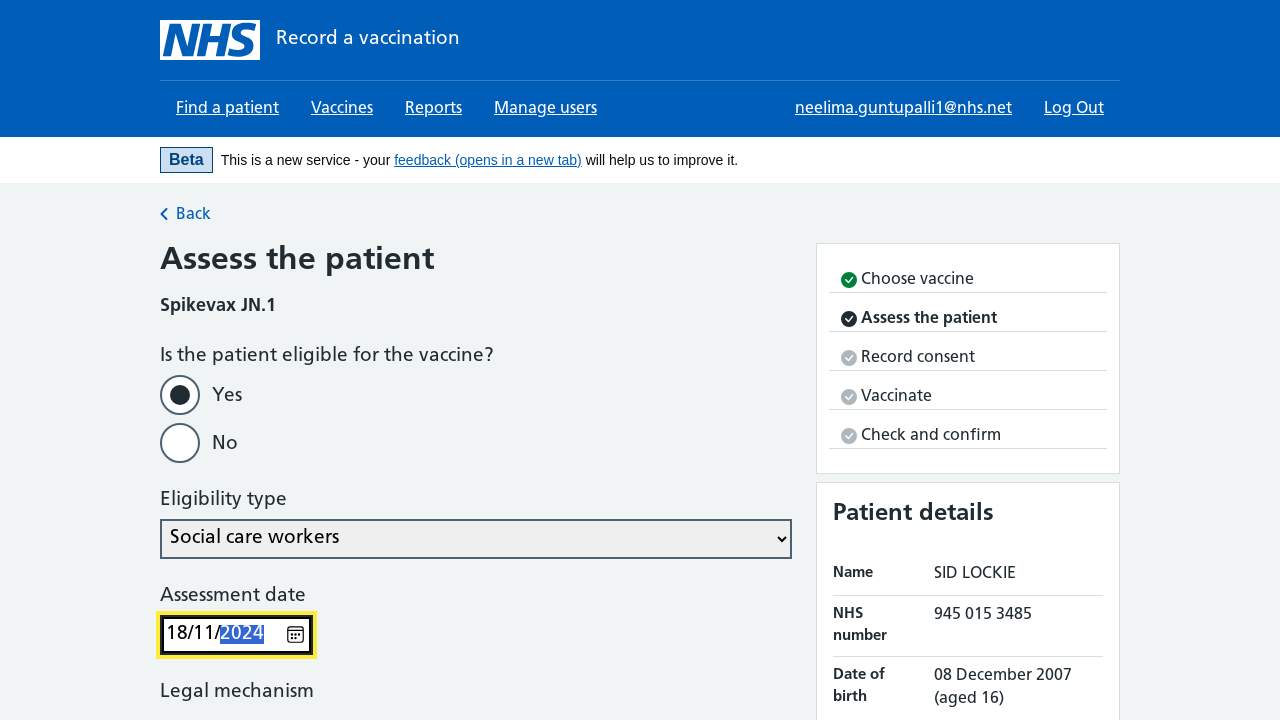 NHS Record a vaccination
Find a patient Vaccines Reports Manage users neelima.guntupalli1@nhs.net Log Out
Beta This is a new service - your feedback (opens in a new tab) will help us to improve it.
Back
Assess the patient
Spikevax JN.1
Is the patient eligible for the vaccine?
Yes
No
Eligibility type
Social care workers
Assessment date
18/11/2024
Legal mechanism
Choose vaccine
Assess the patient
Record consent
Vaccinate
Check and confirm
Patient details
Name SID LOCKIE
NHS number 945 015 3485
Date of birth 08 December 2007 (aged 16)